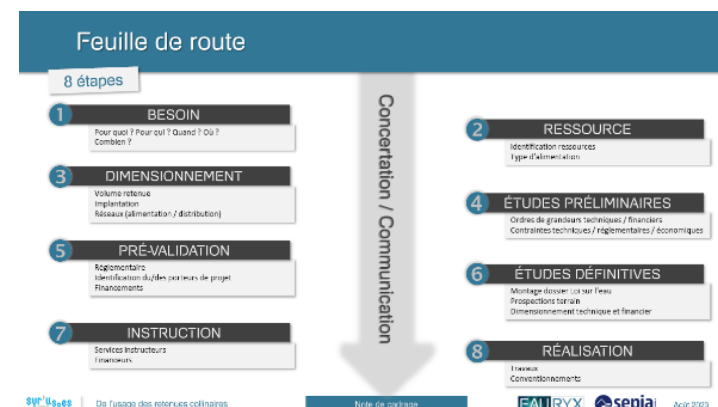 Feuille de route
8 étapes
Concertation / Communication
1 BESOIN
Pour quoi ? Pour qui ? Quand ? Où ?
Combien ?
2 RESSOURCE
Identification ressources
Type d'alimentation
3 DIMENSIONNEMENT
Volume retenue
Implantation
Réseaux (alimentation / distribution)
4 ÉTUDES PRÉLIMINAIRES
Ordres de grandeurs techniques / financiers
Contraintes techniques / réglementaires / économiques
5 PRÉ-VALIDATION
Réglementaire
Identification du/des porteurs de projet
Financements
6 ÉTUDES DÉFINITIVES
Montage dossier Loi sur l'eau
Prospections terrain
Dimensionnement technique et financier
7 INSTRUCTION
Services instructeurs
Financeurs
8 RÉALISATION
Travaux
Conventionnements
De l'usage des retenues collinaires
Note de cadrage
EAURYX
sepia
Août 2023